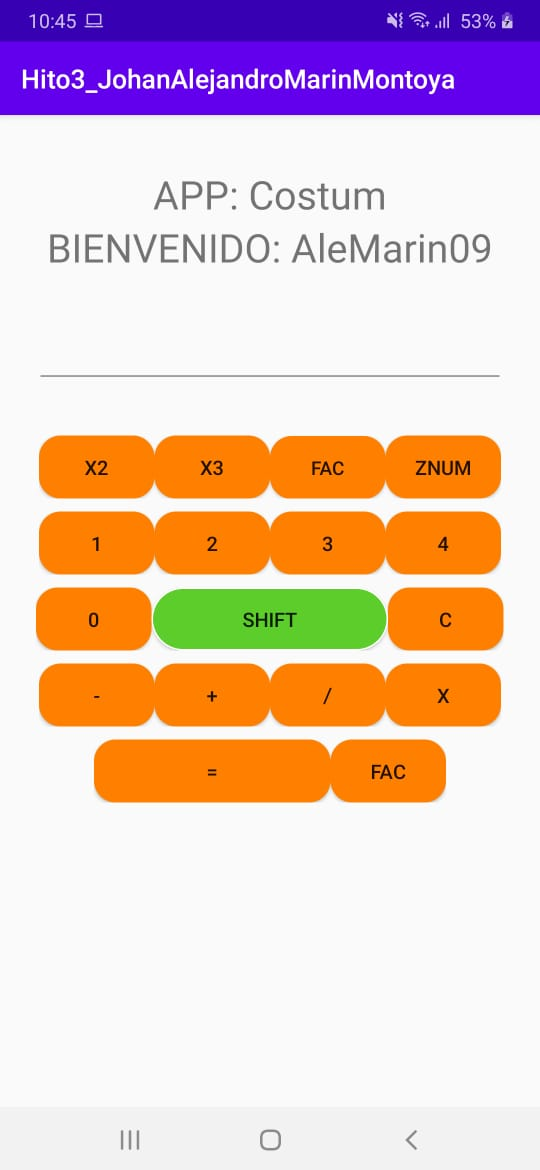 10:45 53%
Hito3_JohanAlejandroMarinMontoya
APP: Costum
BIENVENIDO: AleMarin09
X2 X3 FAC ZNUM
1 2 3 4
0 SHIFT C
- + / X
= FAC